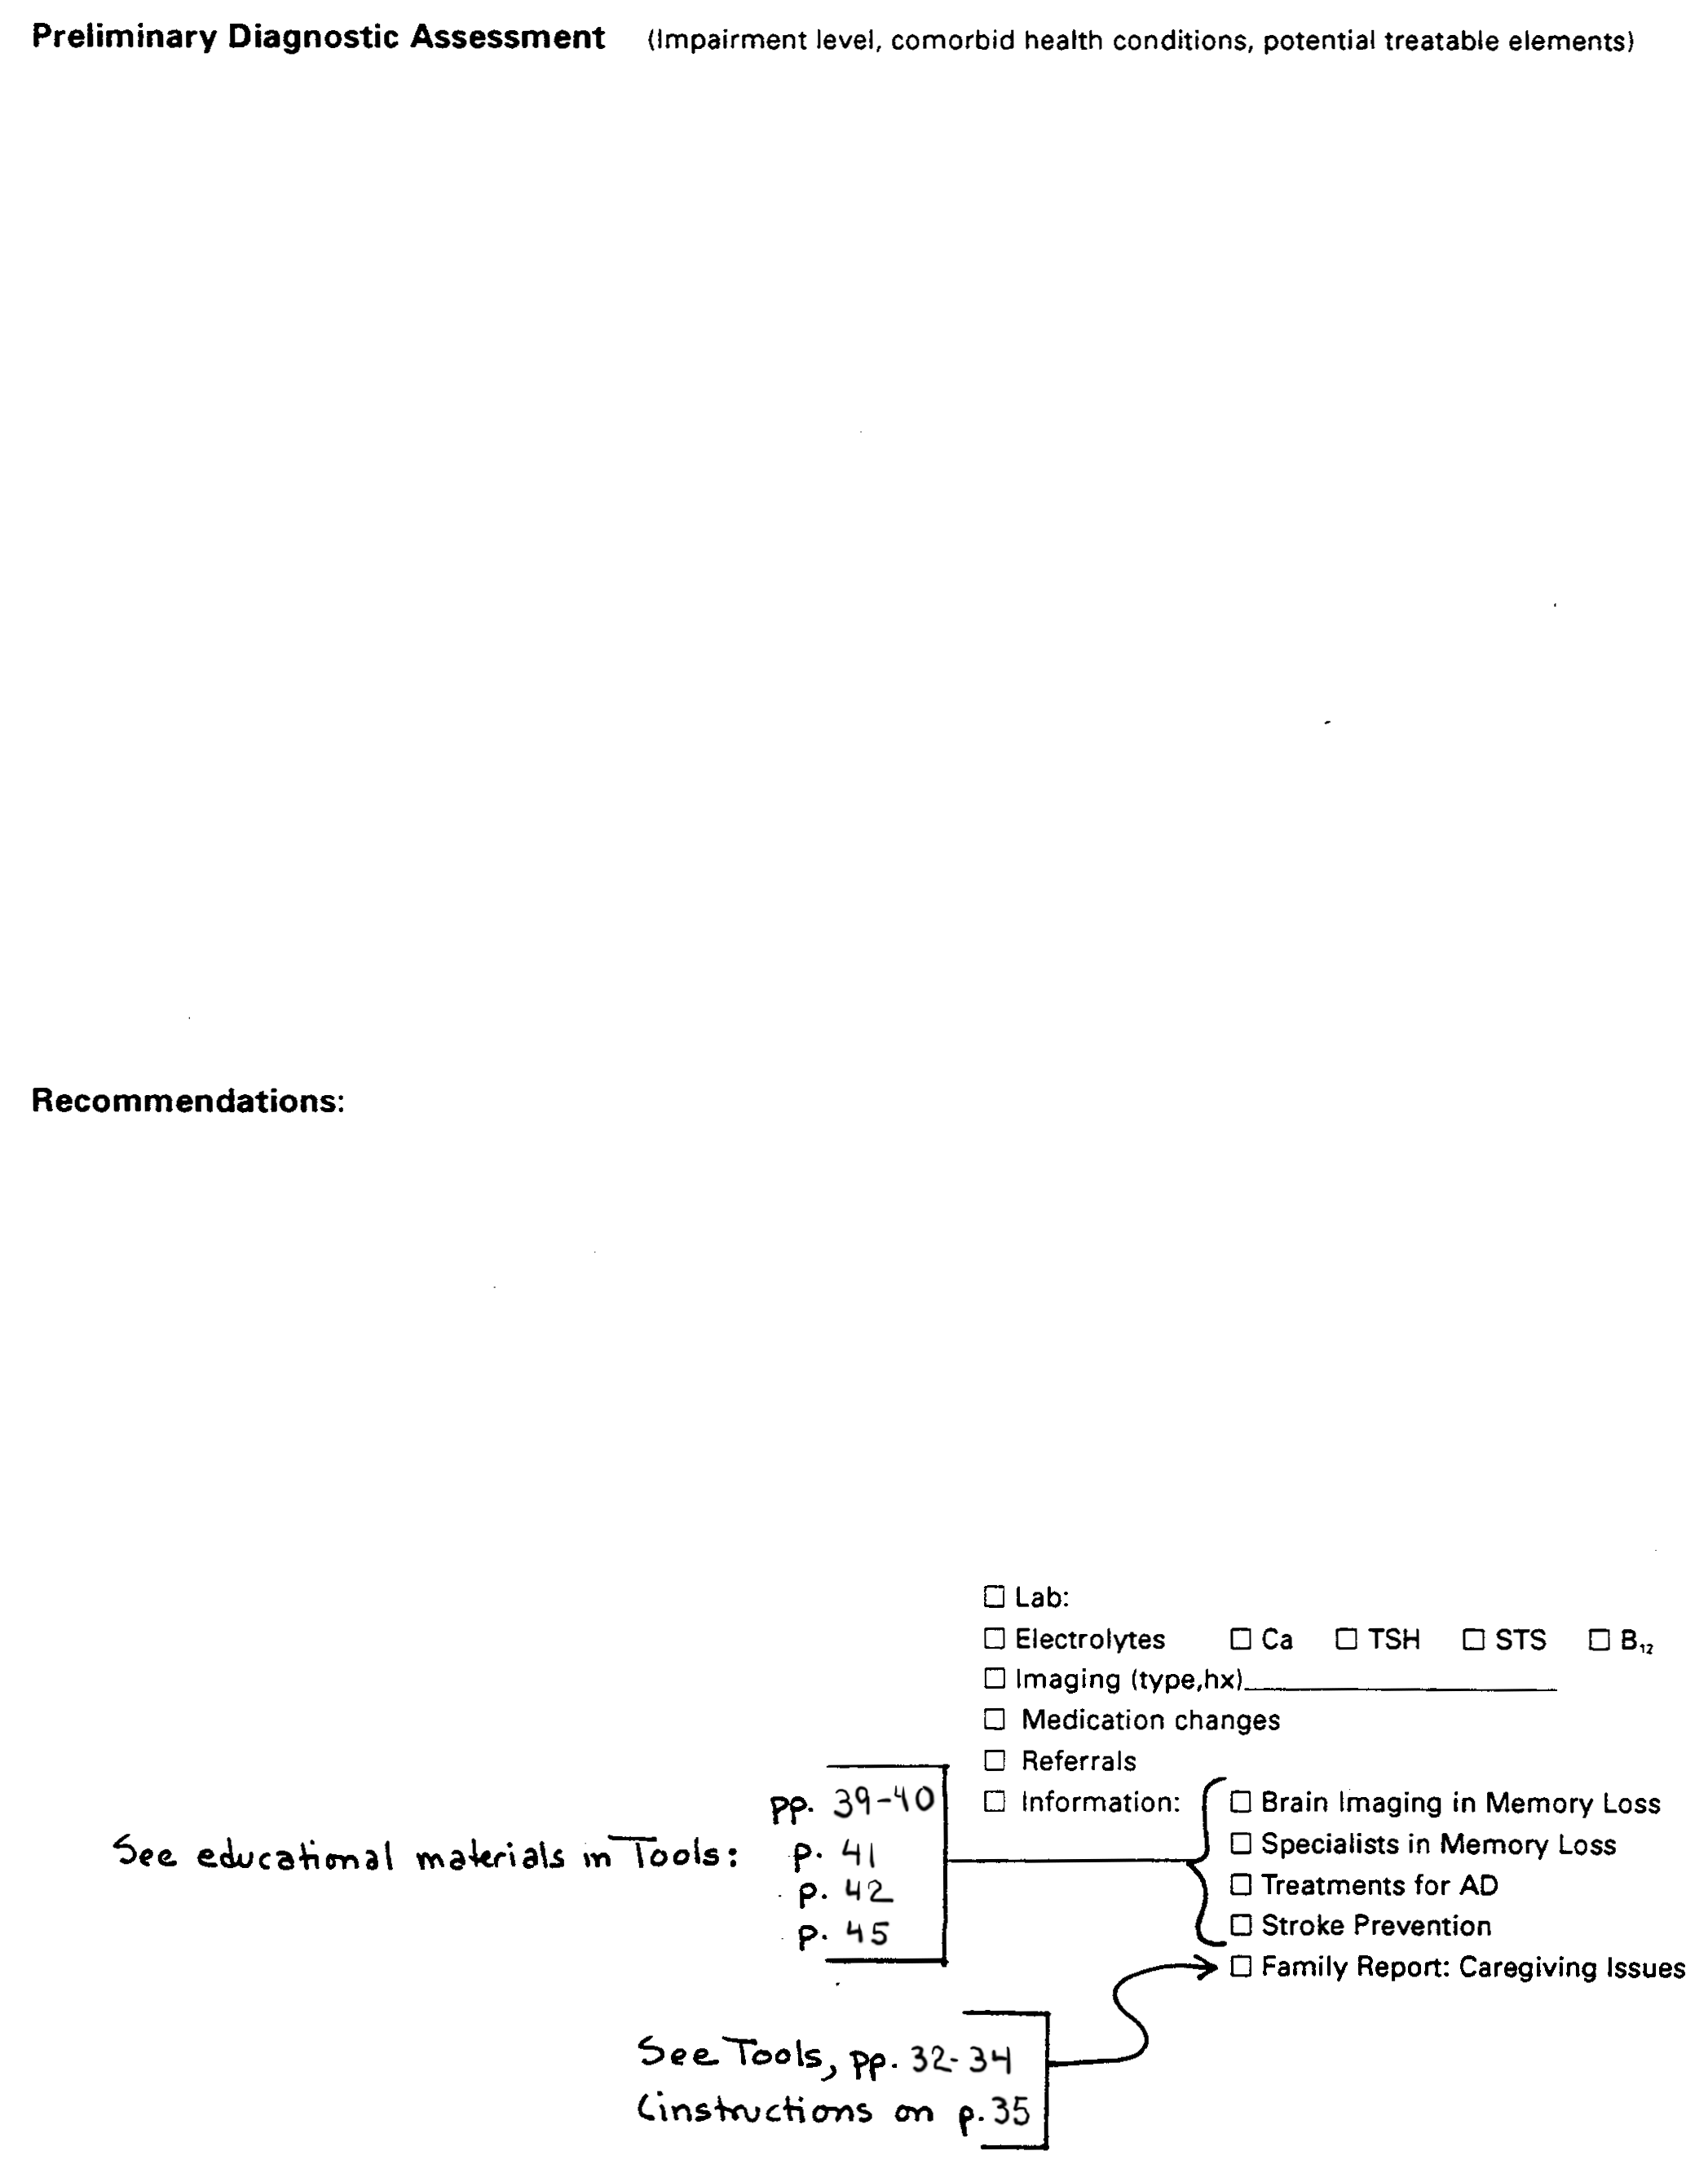 Preliminary Diagnostic Assessment (Impairment level, comorbid health conditions, potential treatable elements)
Recommendations:
☐ Lab:
☐ Electrolytes ☐ Ca ☐ TSH ☐ STS ☐ B₁₂
☐ Imaging (type,hx)
☐ Medication changes
☐ Referrals
☐ Information:
☐ Brain Imaging in Memory Loss
☐ Specialists in Memory Loss
☐ Treatments for AD
☐ Stroke Prevention
☐ Family Report: Caregiving Issues
See educational materials in Tools:
pp. 39-40
p. 41
p. 42
p. 45
See Tools, pp. 32-34
(instructions on p. 35